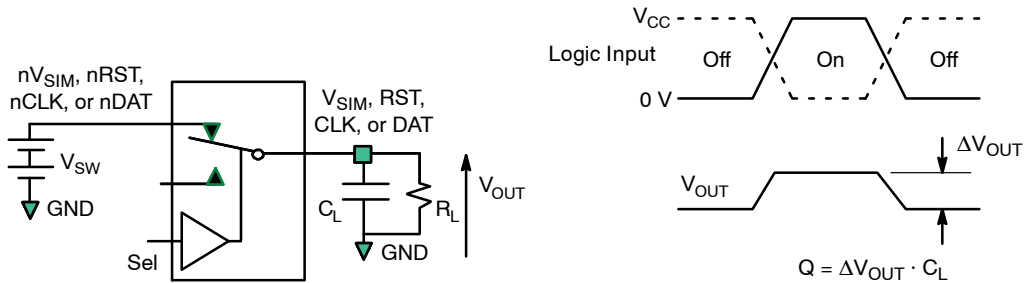 nV_SIM, nRST,
nCLK, or nDAT
V_SIM, RST,
CLK, or DAT
V_SW
GND
Sel
C_L
R_L
GND
V_OUT
V_CC
Logic Input
Off
On
Off
0 V
V_OUT
ΔV_OUT
Q = ΔV_OUT · C_L